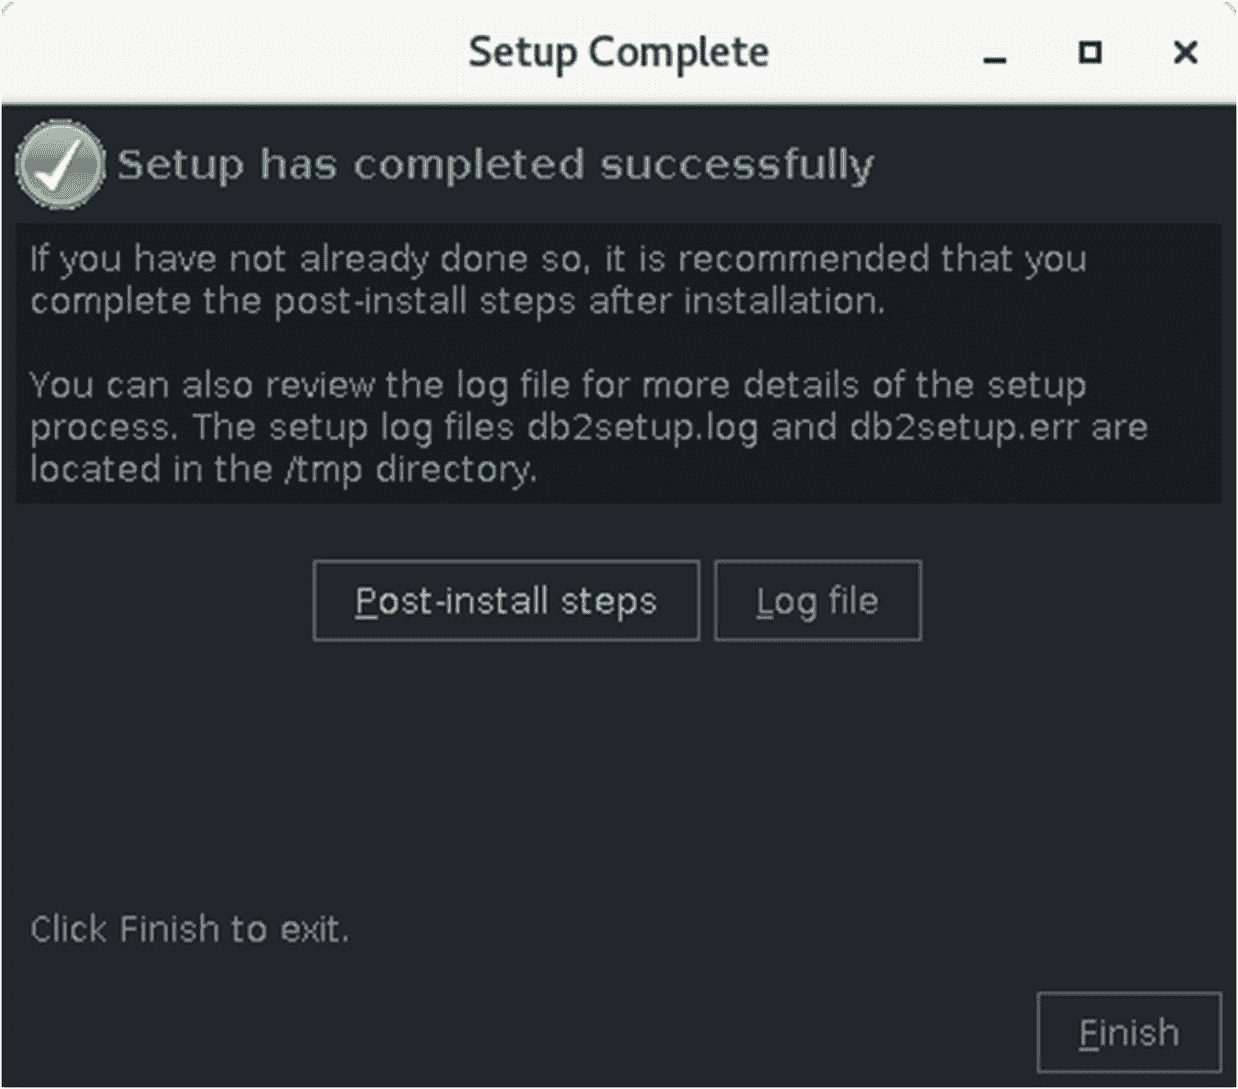 Setup Complete
Setup has completed successfully
If you have not already done so, it is recommended that you
complete the post-install steps after installation.
You can also review the log file for more details of the setup
process. The setup log files db2setup.log and db2setup.err are
located in the /tmp directory.
Post-install steps
Log file
Click Finish to exit.
Finish